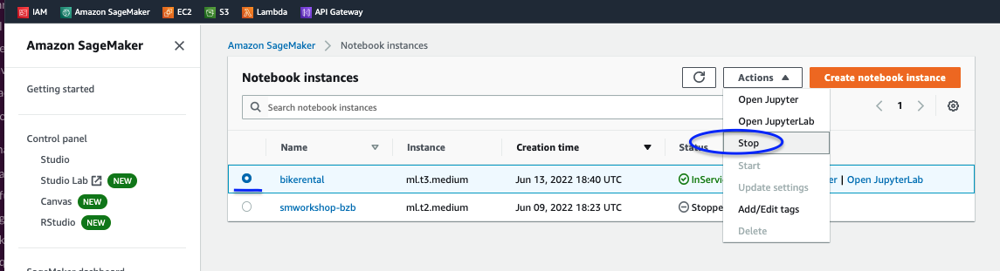 IAM Amazon SageMaker EC2 S3 Lambda API Gateway
Amazon SageMaker
Getting started
Control panel
Studio
Studio Lab NEW
Canvas NEW
RStudio NEW
SageMaker dashboard
Amazon SageMaker > Notebook instances
Notebook instances
Actions
Create notebook instance
Search notebook instances
1
Open Jupyter
Open JupyterLab
Stop
Start
Update settings
Add/Edit tags
Delete
Name Instance Creation time Status
bikerental ml.t3.medium Jun 13, 2022 18:40 UTC InServi | Open JupyterLab
smworkshop-bzb ml.t2.medium Jun 09, 2022 18:23 UTC Stoppe